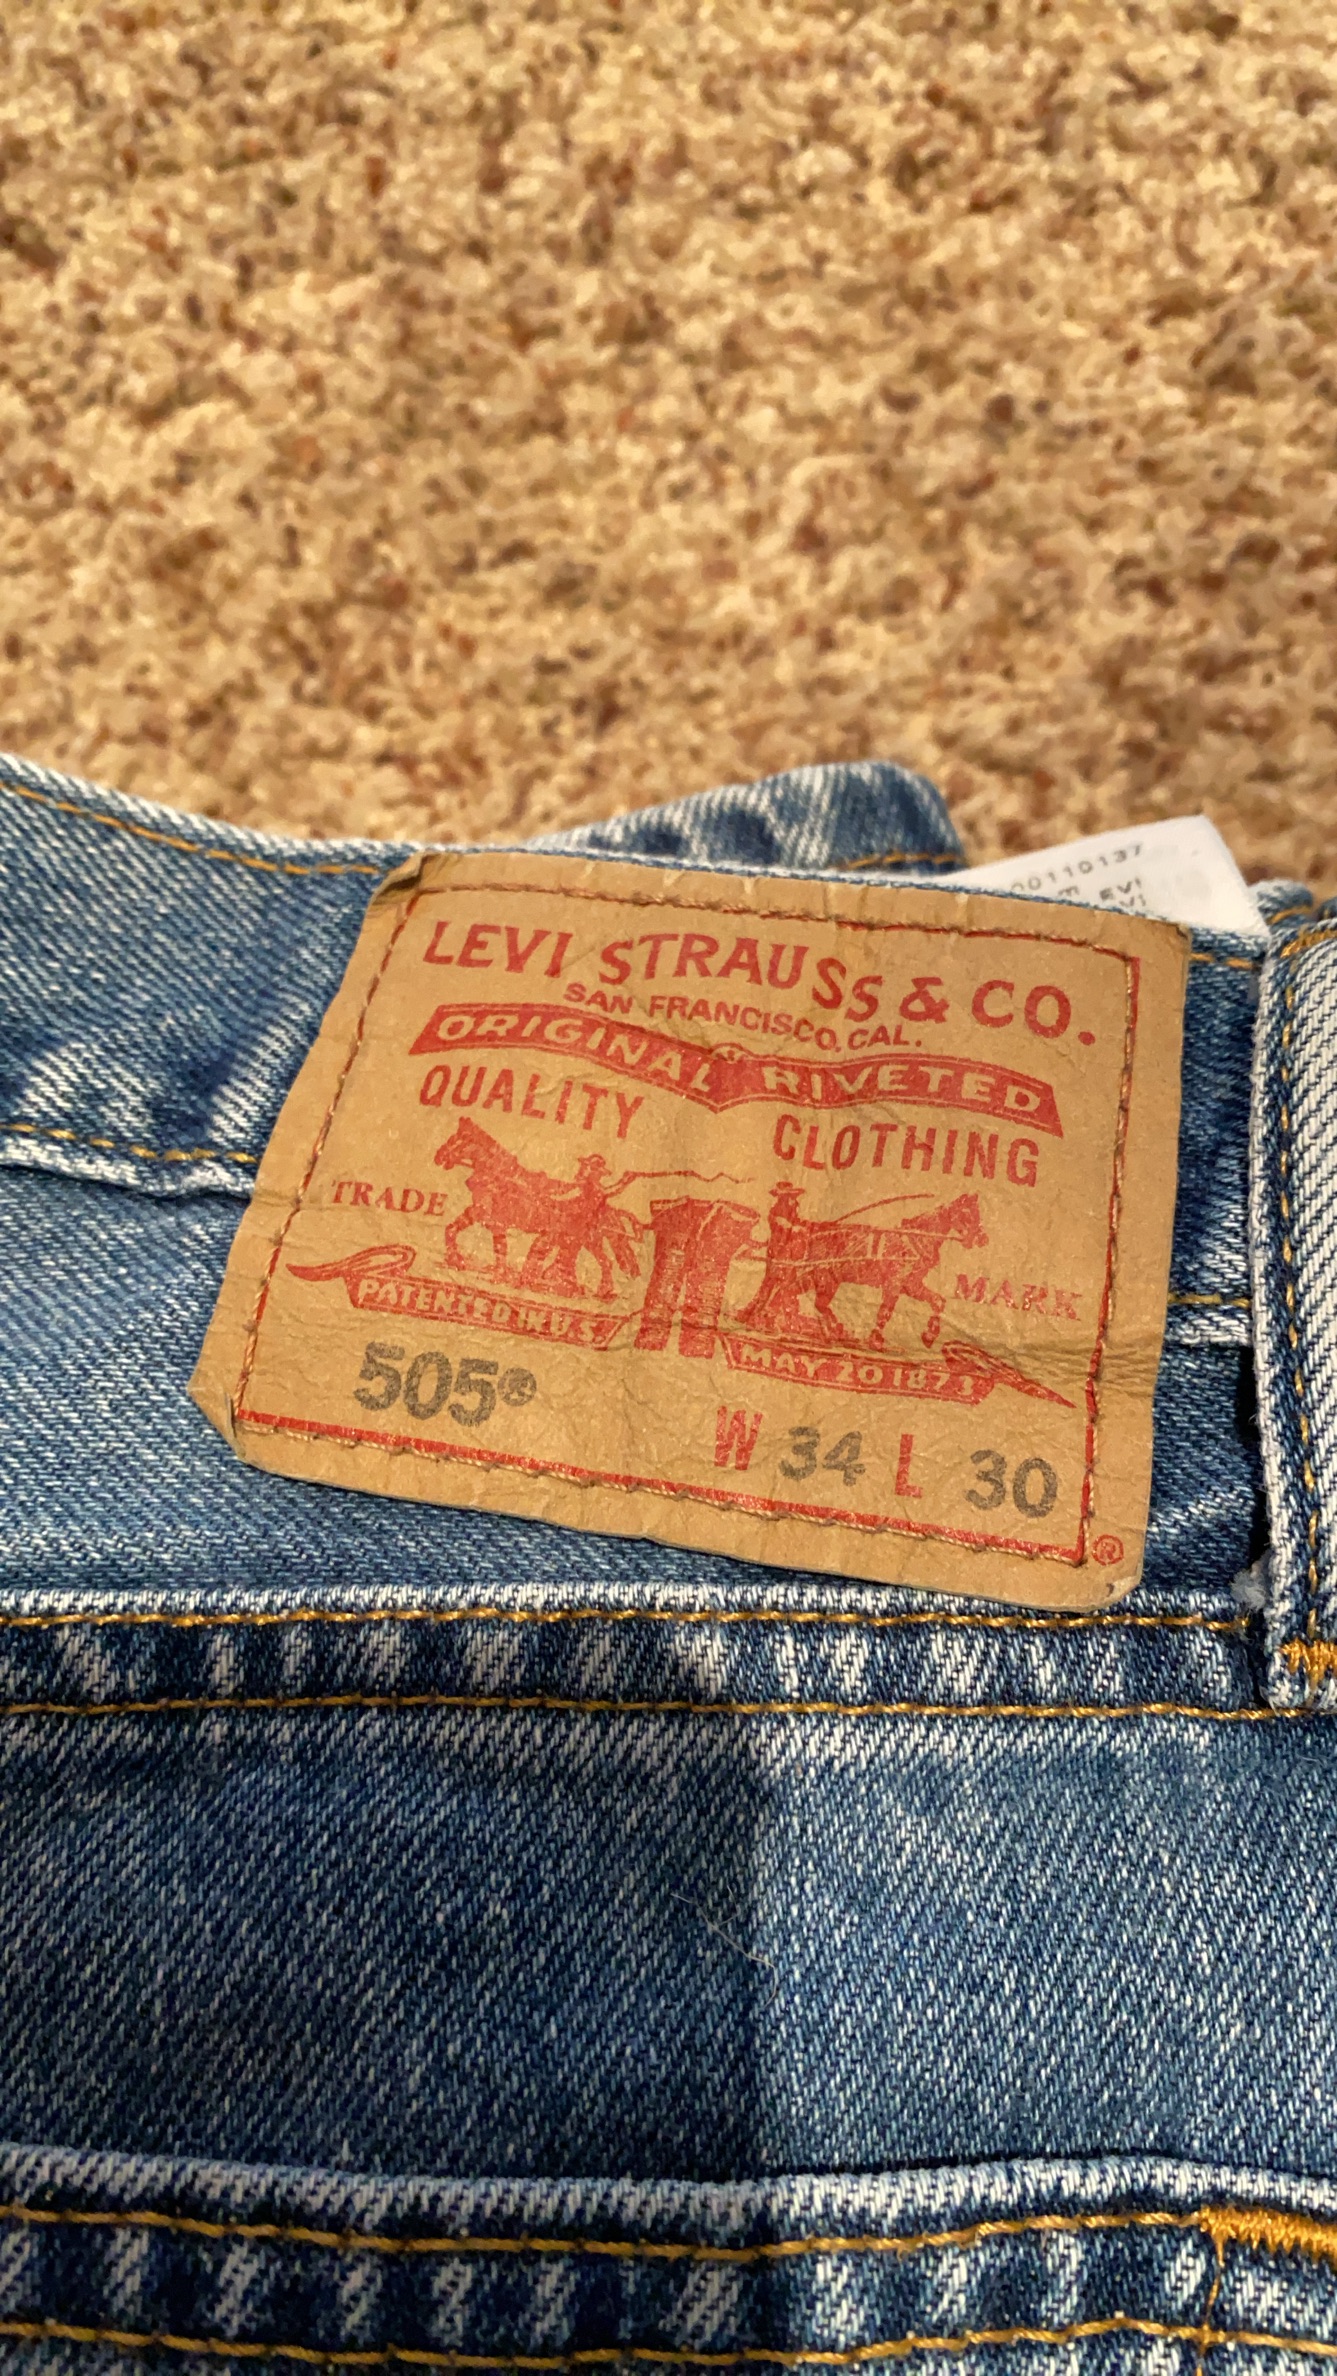 00110137
LEVI STRAUSS & CO.
SAN FRANCISCO, CAL.
ORIGINAL RIVETED
QUALITY CLOTHING
TRADE MARK
PATENTED IN U.S. MAY 20 1873
505®
W 34 L 30
®